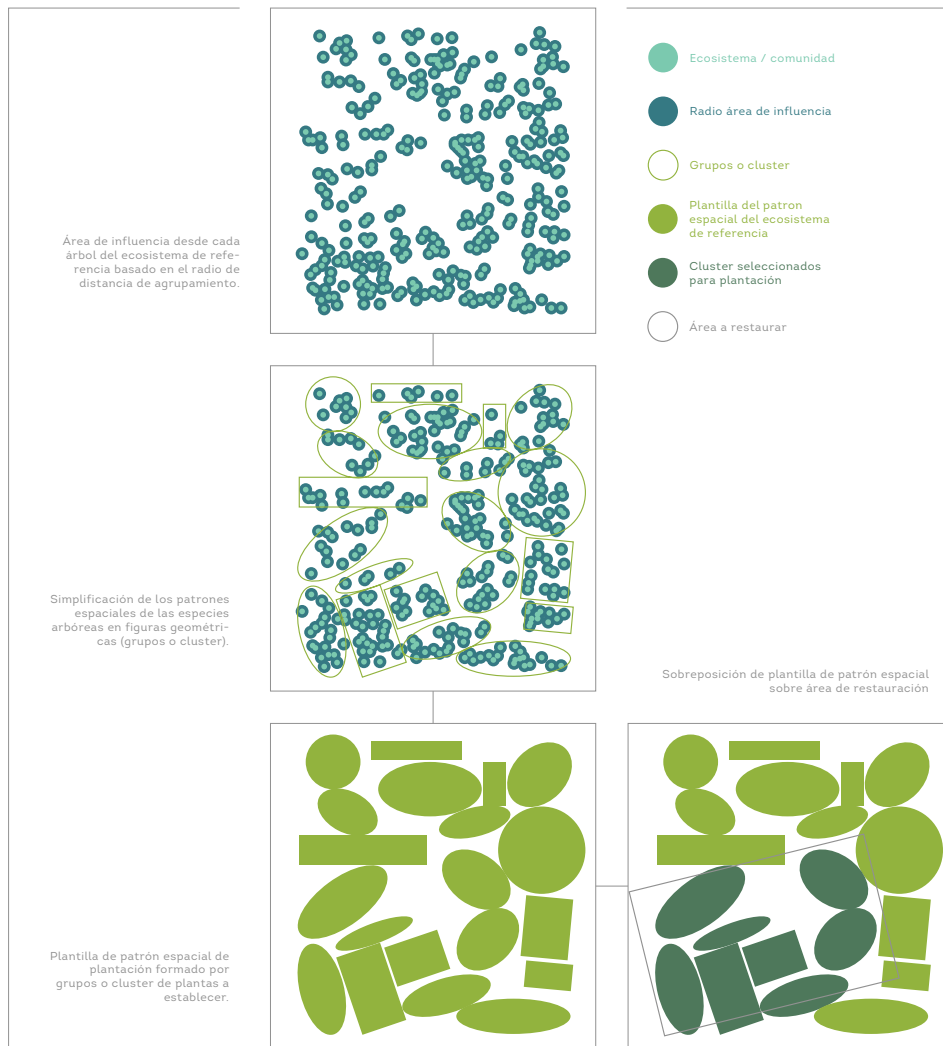 Ecosistema / comunidad
Radio área de influencia
Grupos o cluster
Plantilla del patron
espacial del ecosistema
de referencia
Cluster seleccionados
para plantación
Área a restaurar
Área de influencia desde cada
árbol del ecosistema de refe-
rencia basado en el radio de
distancia de agrupamiento.
Simplificación de los patrones
espaciales de las especies
arbóreas en figuras geométri-
cas (grupos o cluster).
Sobreposición de plantilla de patrón espacial
sobre área de restauración
Plantilla de patrón espacial de
plantación formado por
grupos o cluster de plantas a
establecer.